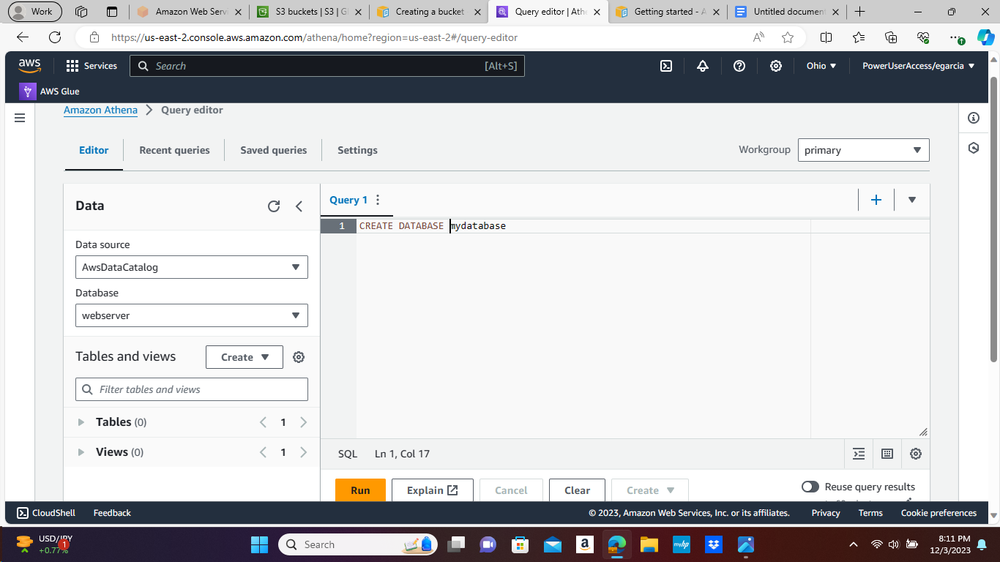 Work
Amazon Web Servi
S3 buckets | S3 | Gl
Creating a bucket
Query editor | Athe
Getting started - A
Untitled document
https://us-east-2.console.aws.amazon.com/athena/home?region=us-east-2#/query-editor
aws
Services
Search
[Alt+S]
Ohio
PowerUserAccess/egarcia
AWS Glue
Amazon Athena
Query editor
Editor
Recent queries
Saved queries
Settings
Workgroup
primary
Data
Data source
AwsDataCatalog
Database
webserver
Tables and views
Create
Filter tables and views
Tables (0)
1
Views (0)
1
Query 1
1 CREATE DATABASE mydatabase
SQL
Ln 1, Col 17
Run
Explain
Cancel
Clear
Create
Reuse query results
CloudShell
Feedback
© 2023, Amazon Web Services, Inc. or its affiliates.
Privacy
Terms
Cookie preferences
USD/JPY
+0.77%
1
Search
8:11 PM
12/3/2023